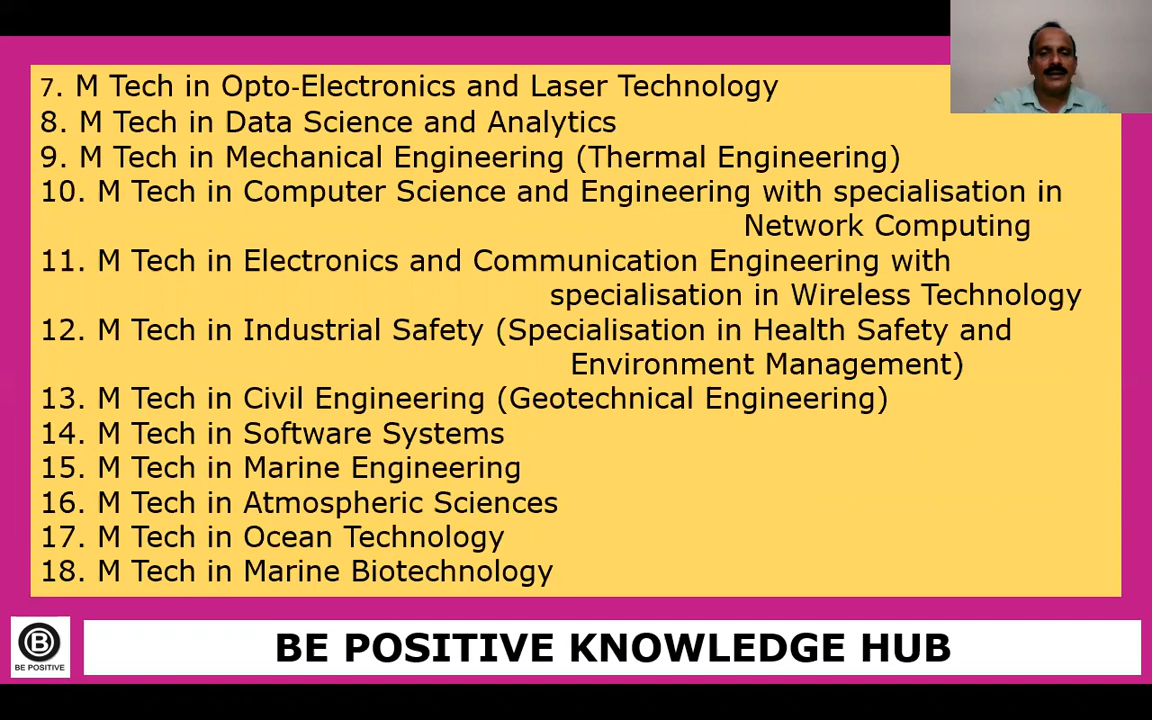 7. M Tech in Opto-Electronics and Laser Technology
8. M Tech in Data Science and Analytics
9. M Tech in Mechanical Engineering (Thermal Engineering)
10. M Tech in Computer Science and Engineering with specialisation in
Network Computing
11. M Tech in Electronics and Communication Engineering with
specialisation in Wireless Technology
12. M Tech in Industrial Safety (Specialisation in Health Safety and
Environment Management)
13. M Tech in Civil Engineering (Geotechnical Engineering)
14. M Tech in Software Systems
15. M Tech in Marine Engineering
16. M Tech in Atmospheric Sciences
17. M Tech in Ocean Technology
18. M Tech in Marine Biotechnology
B
BE POSITIVE
BE POSITIVE KNOWLEDGE HUB